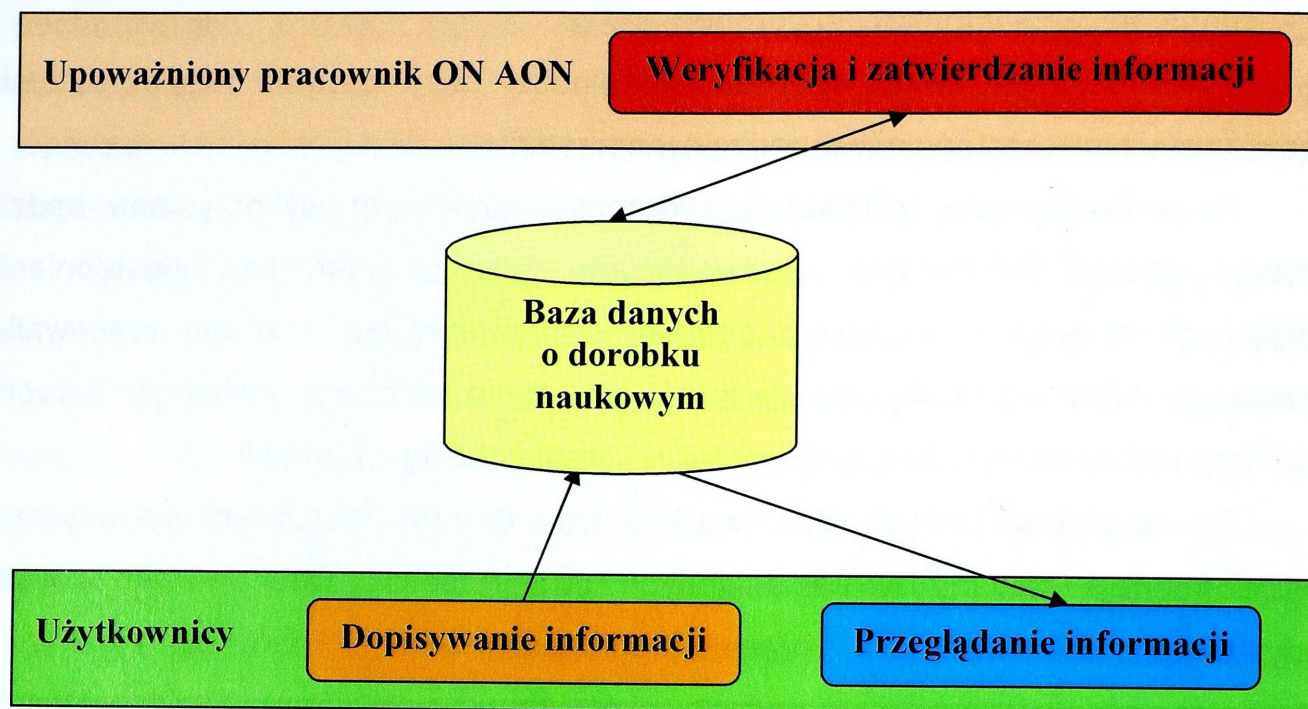 Upoważniony pracownik ON AON
Weryfikacja i zatwierdzanie informacji
Baza danych
o dorobku
naukowym
Użytkownicy
Dopisywanie informacji
Przeglądanie informacji